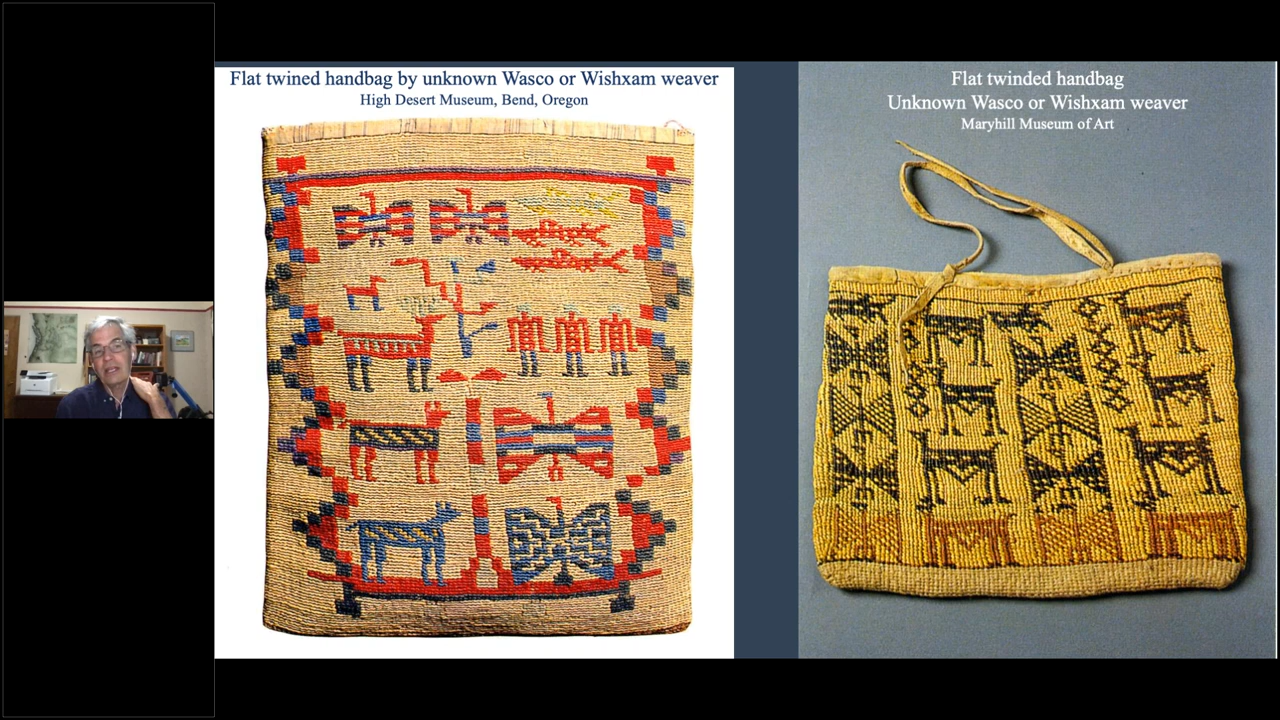 Flat twined handbag by unknown Wasco or Wishxam weaver
High Desert Museum, Bend, Oregon
Flat twinded handbag
Unknown Wasco or Wishxam weaver
Maryhill Museum of Art